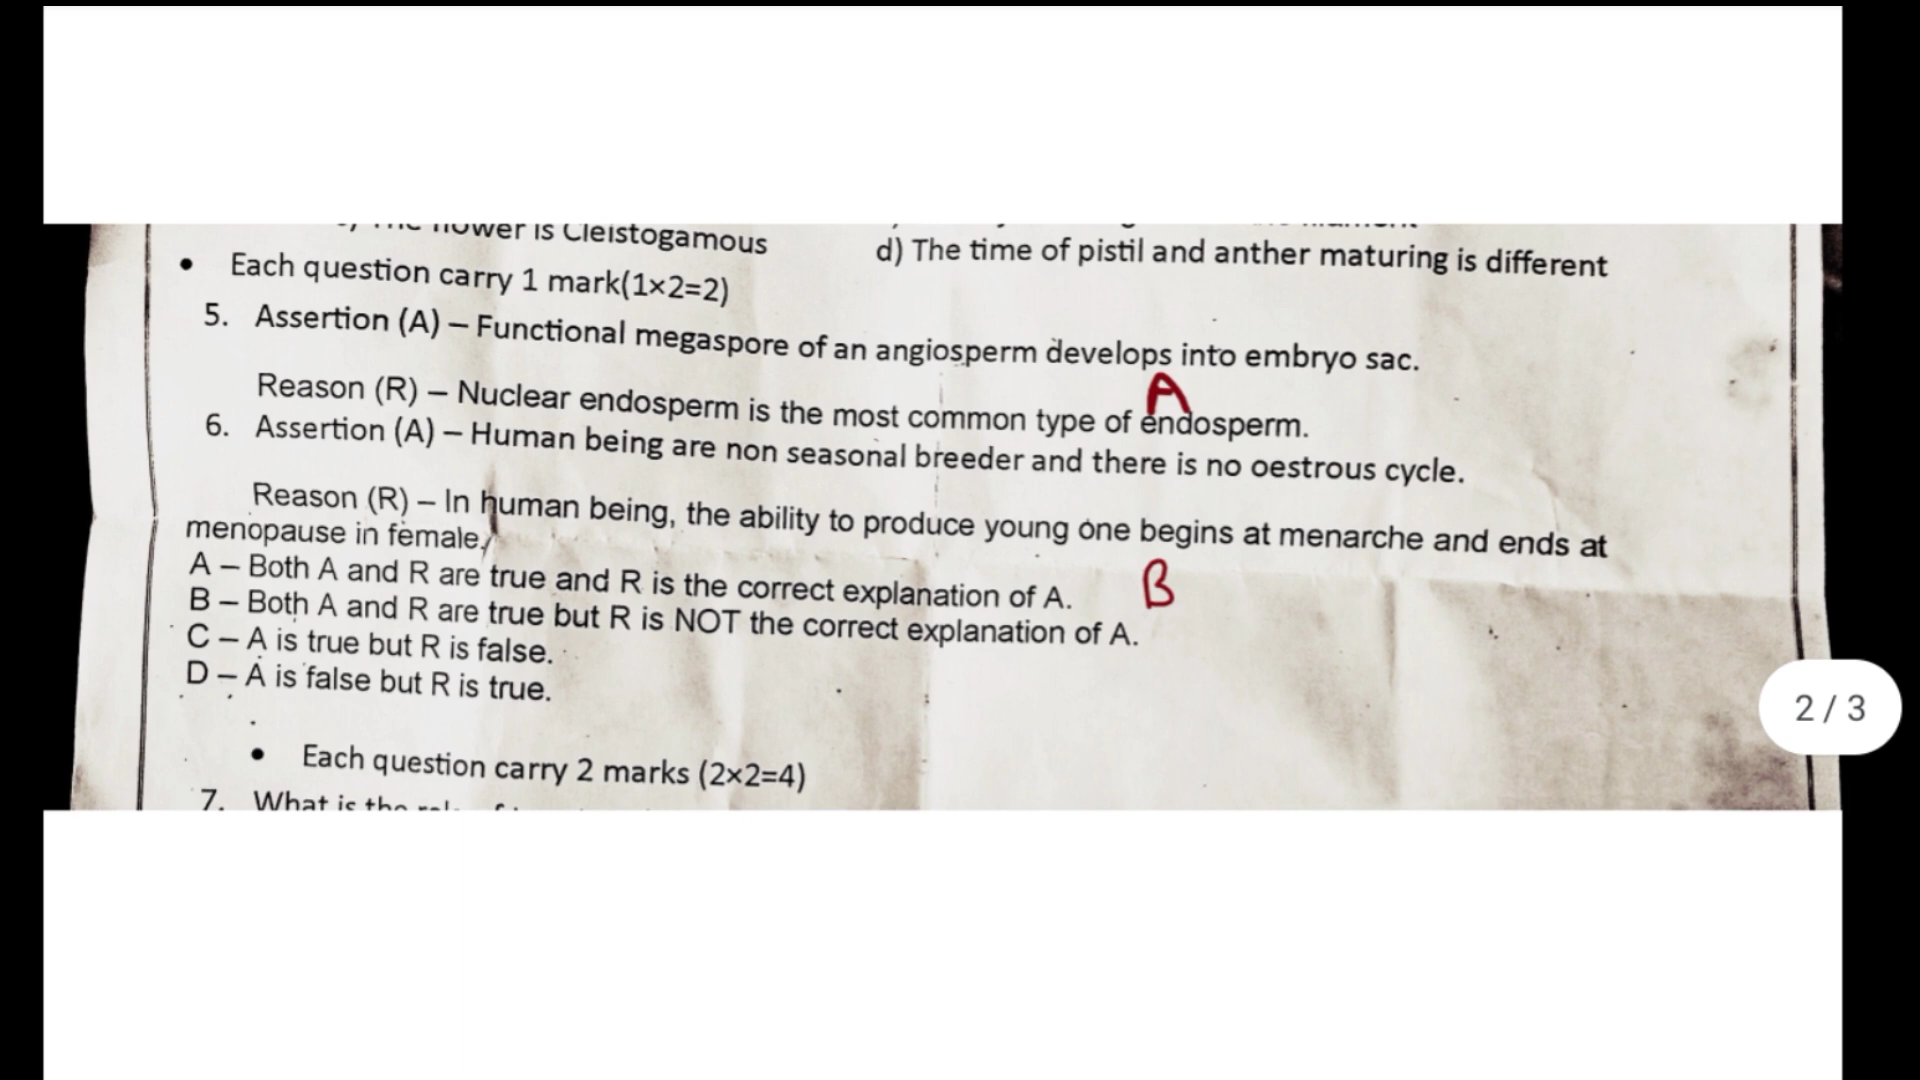 flower is Cleistogamous
d) The time of pistil and anther maturing is different
• Each question carry 1 mark(1×2=2)
5. Assertion (A) – Functional megaspore of an angiosperm develops into embryo sac.
A
Reason (R) – Nuclear endosperm is the most common type of endosperm.
6. Assertion (A) – Human being are non seasonal breeder and there is no oestrous cycle.
Reason (R) – In human being, the ability to produce young one begins at menarche and ends at
menopause in female.
A – Both A and R are true and R is the correct explanation of A.
B
B – Both A and R are true but R is NOT the correct explanation of A.
C – A is true but R is false.
D – A is false but R is true.
2 / 3
• Each question carry 2 marks (2×2=4)
7. What is the